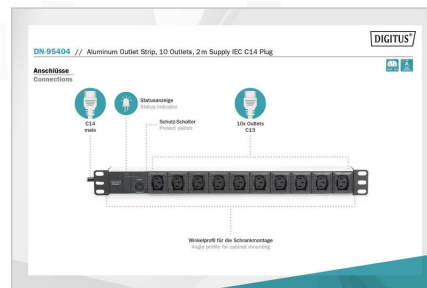 DIGITUS®
DN-95404 // Aluminum Outlet Strip, 10 Outlets, 2 m Supply IEC C14 Plug
Anschlüsse
Connections
Statusanzeige
Status indicator
C14
male
Schutz-Schalter
Protect switch
10x Outlets
C13
Winkelprofil für die Schrankmontage
Angle profile for cabinet mounting